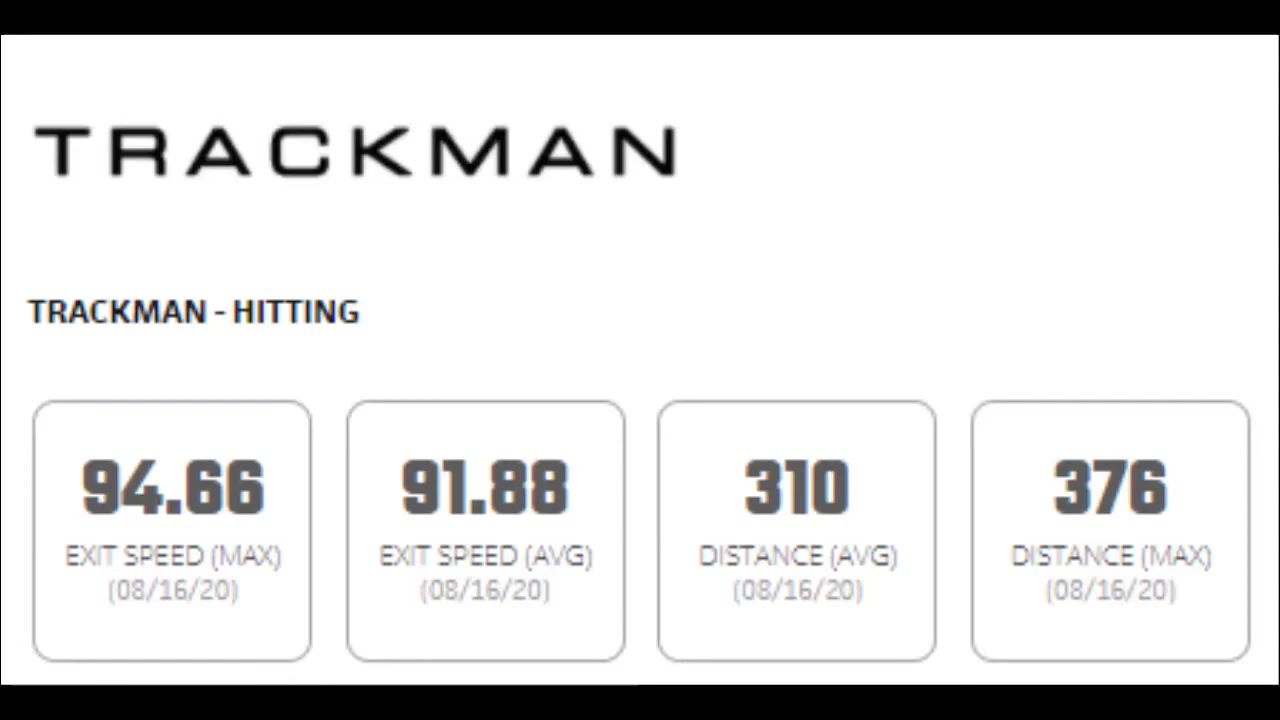 TRACKMAN
TRACKMAN - HITTING
94.66
EXIT SPEED (MAX)
(08/16/20)
91.88
EXIT SPEED (AVG)
(08/16/20)
310
DISTANCE (AVG)
(08/16/20)
376
DISTANCE (MAX)
(08/16/20)